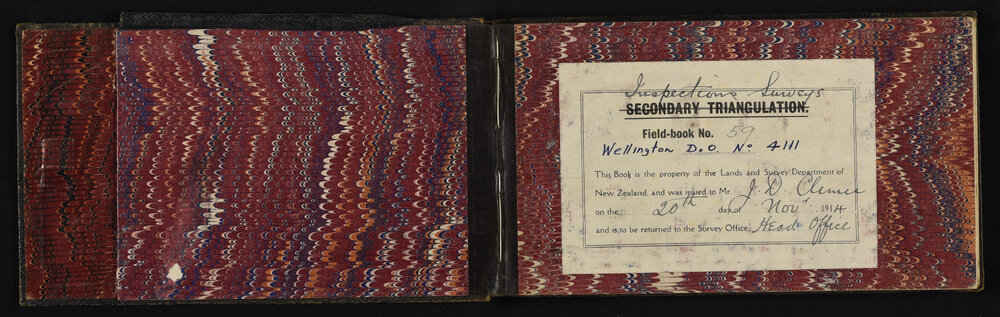 Inspections Surveys
SECONDARY TRIANGULATION.
Field-book No. 59
Wellington D.O. No 4111
This Book is the property of the Lands and Survey Department of
New Zealand, and was issued to Mr. J. D. Climie
on the 20th day of Novr. 1914
and is to be returned to the Survey Office, Head Office